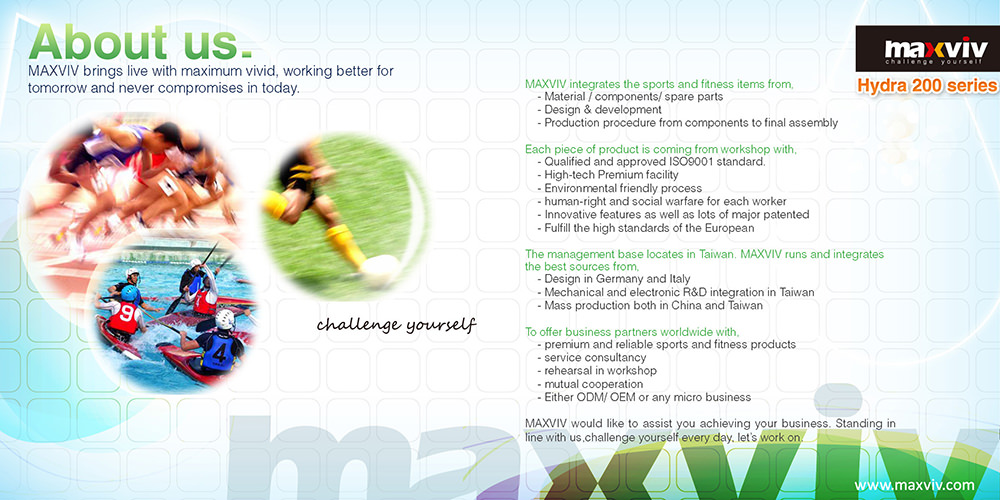 About us.
MAXVIV brings live with maximum vivid, working better for
tomorrow and never compromises in today.
9
4
challenge yourself
maxviv
challenge yourself
Hydra 200 series
MAXVIV integrates the sports and fitness items from,
- Material / components/ spare parts
- Design & development
- Production procedure from components to final assembly
Each piece of product is coming from workshop with,
- Qualified and approved ISO9001 standard.
- High-tech Premium facility
- Environmental friendly process
- human-right and social warfare for each worker
- Innovative features as well as lots of major patented
- Fulfill the high standards of the European
The management base locates in Taiwan. MAXVIV runs and integrates
the best sources from,
- Design in Germany and Italy
- Mechanical and electronic R&D integration in Taiwan
- Mass production both in China and Taiwan
To offer business partners worldwide with,
- premium and reliable sports and fitness products
- service consultancy
- rehearsal in workshop
- mutual cooperation
- Either ODM/ OEM or any micro business
MAXVIV would like to assist you achieving your business. Standing in
line with us,challenge yourself every day, let's work on.
maxviv
www.maxviv.com